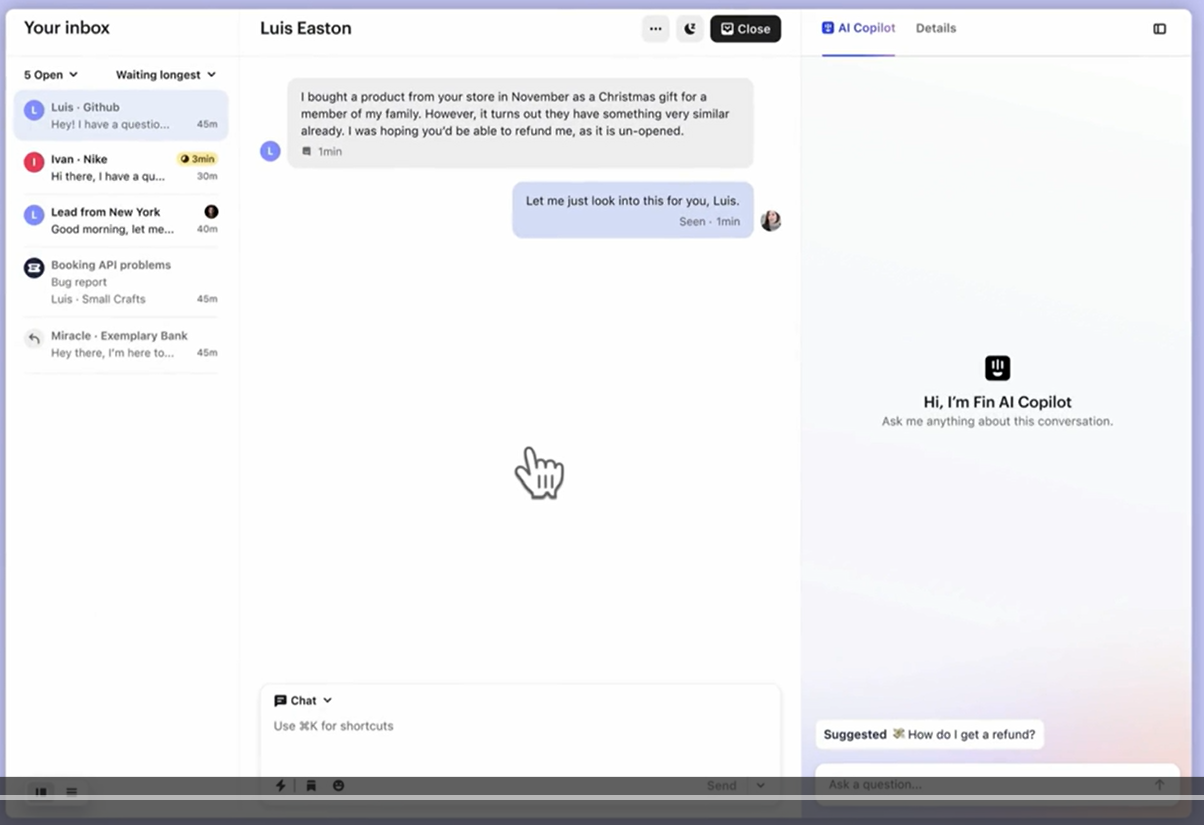 Your inbox
5 Open
Waiting longest
L
Luis · Github
Hey! I have a questio...
45m
I
Ivan · Nike
3min
Hi there, I have a qu...
30m
L
Lead from New York
Good morning, let me...
40m
Booking API problems
Bug report
Luis · Small Crafts
45m
Miracle · Exemplary Bank
Hey there, I'm here to...
45m
Luis Easton
Close
I bought a product from your store in November as a Christmas gift for a
member of my family. However, it turns out they have something very similar
already. I was hoping you'd be able to refund me, as it is un-opened.
1min
L
Let me just look into this for you, Luis.
Seen · 1min
Chat
Use ⌘K for shortcuts
Send
AI Copilot
Details
Hi, I’m Fin AI Copilot
Ask me anything about this conversation.
Suggested 💸 How do I get a refund?
Ask a question...